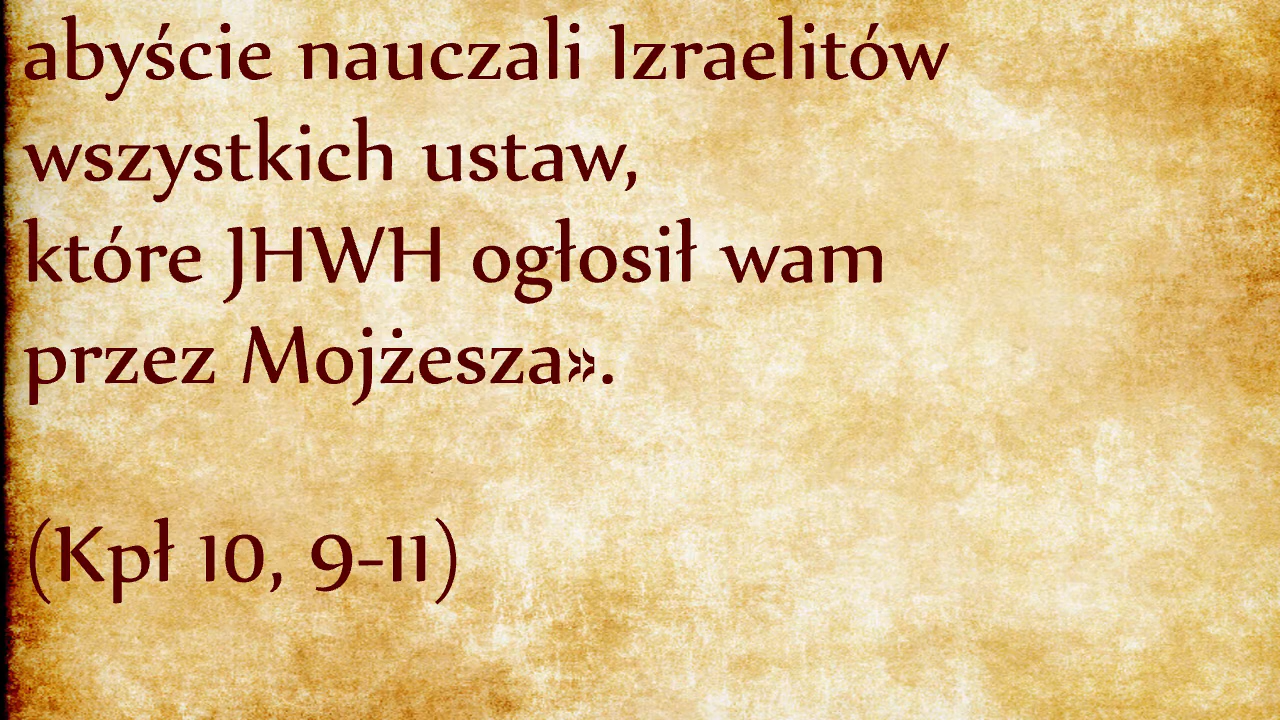 abyście nauczali Izraelitów
wszystkich ustaw,
które JHWH ogłosił wam
przez Mojżesza».
(Kpł 10, 9-11)